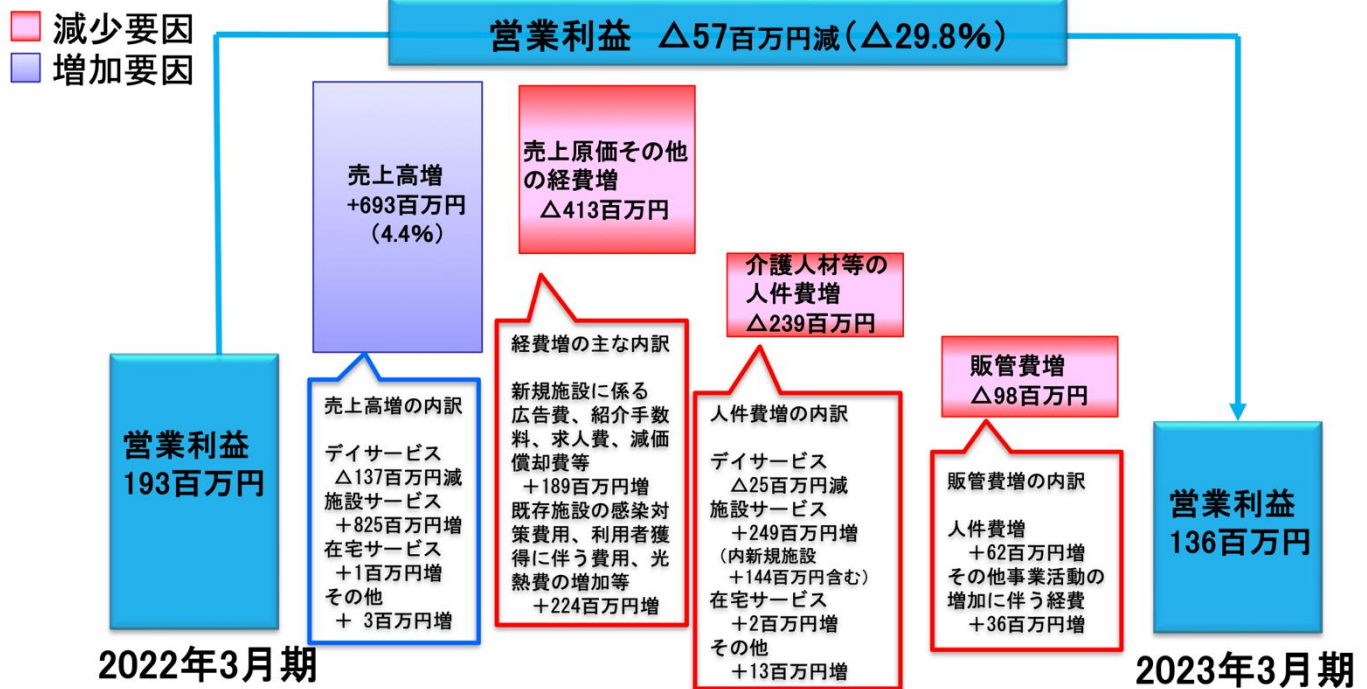 減少要因
増加要因
営業利益 △57百万円減(△29.8%)
売上高増
+693百万円
(4.4%)
売上原価その他
の経費増
△413百万円
介護人材等の
人件費増
△239百万円
販管費増
△98百万円
営業利益
193百万円
売上高増の内訳
デイサービス
△137百万円減
施設サービス
+825百万円増
在宅サービス
+1百万円増
その他
+ 3百万円増
経費増の主な内訳
新規施設に係る
広告費、紹介手数
料、求人費、減価
償却費等
+189百万円増
既存施設の感染対
策費用、利用者獲
得に伴う費用、光
熱費の増加等
+224百万円増
人件費増の内訳
デイサービス
△25百万円減
施設サービス
+249百万円増
(内新規施設
+144百万円含む)
在宅サービス
+2百万円増
その他
+13百万円増
販管費増の内訳
人件費増
+62百万円増
その他事業活動の
増加に伴う経費
+36百万円増
営業利益
136百万円
2022年3月期
2023年3月期